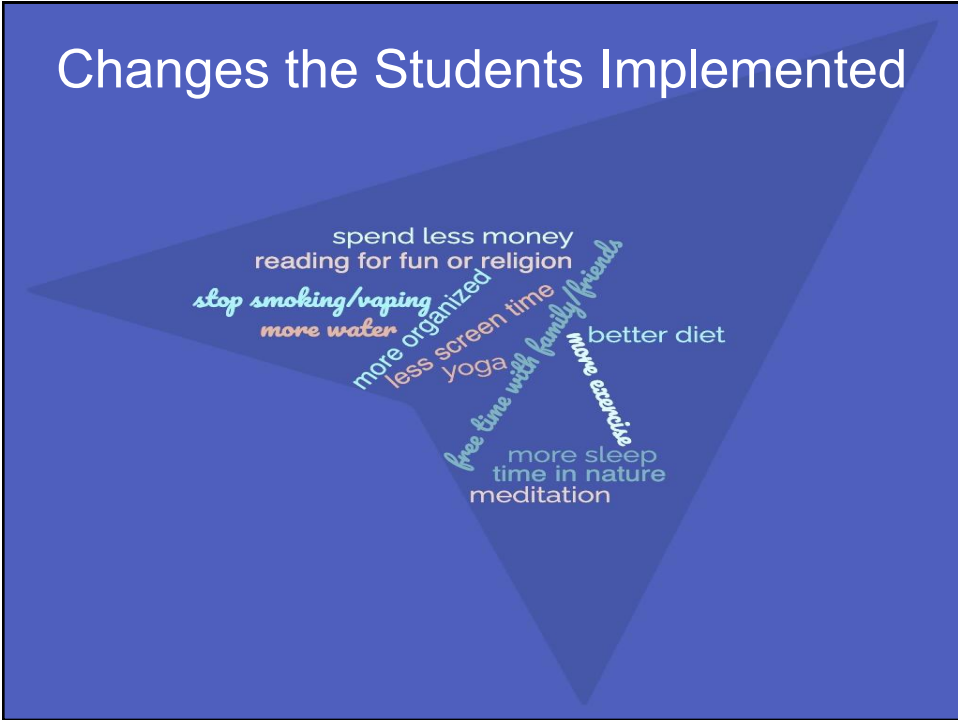 Changes the Students Implemented
spend less money
reading for fun or religion
stop smoking/vaping
more water
more organized
less screen time
yoga
free time with family/friends
better diet
more exercise
more sleep
time in nature
meditation